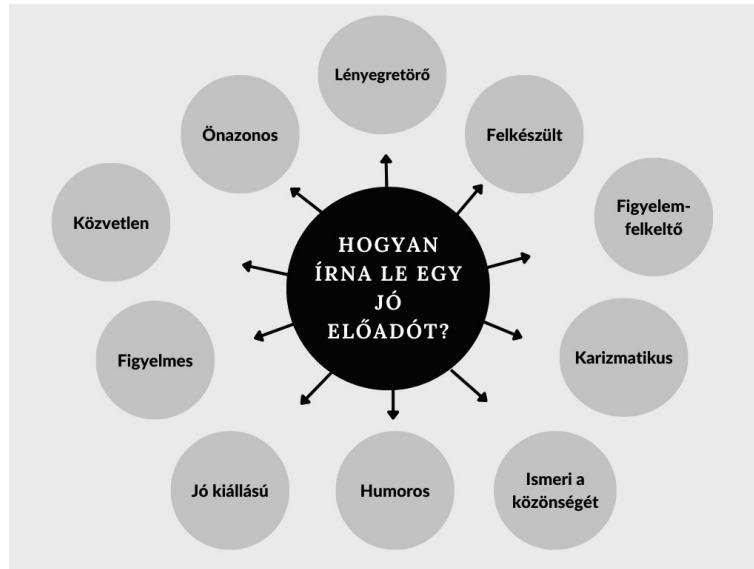 HOGYAN
ÍRNA LE EGY
JÓ
ELŐADÓT?
Lényegretörő
Felkészült
Figyelem-
felkeltő
Karizmatikus
Ismeri a
közönségét
Humoros
Jó kiállású
Figyelmes
Közvetlen
Önazonos